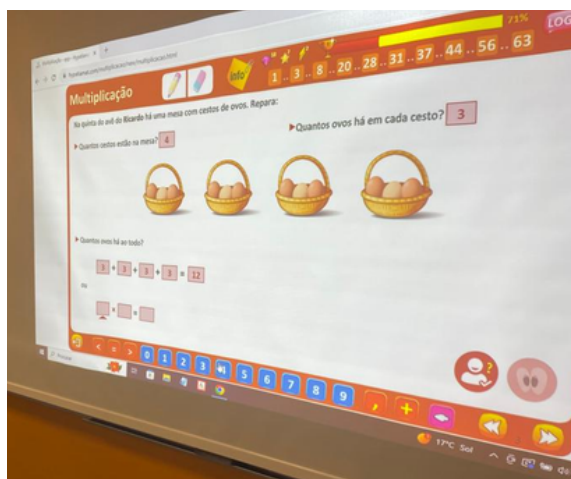 71%
LOG
Multiplicação
info
1 .. 3 .. 8 .. 20 .. 28 .. 31 .. 37 .. 44 .. 56 .. 63
Na quinta do avô do Ricardo há uma mesa com cestos de ovos. Repara:
Quantos cestos estão na mesa? 4
Quantos ovos há em cada cesto? 3
Quantos ovos há ao todo?
3 + 3 + 3 + 3 = 12
ou
× =
< = > 0 1 2 3 4 5 6 7 8 9 , +
Procurar
17°C Sol